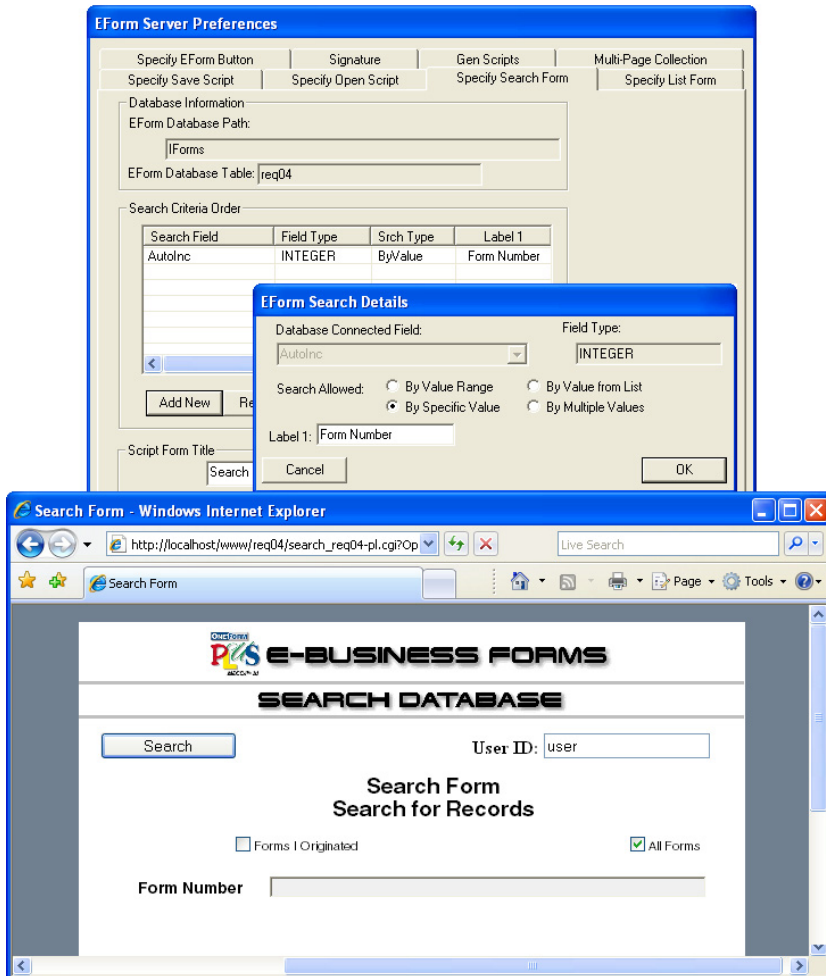 EForm Server Preferences
Specify EForm Button Signature Gen Scripts Multi-Page Collection
Specify Save Script Specify Open Script Specify Search Form Specify List Form
Database Information
EForm Database Path:
IForms
EForm Database Table: req04
Search Criteria Order
Search Field Field Type Srch Type Label 1
AutoInc INTEGER ByValue Form Number
EForm Search Details
Database Connected Field: Field Type:
AutoInc INTEGER
Search Allowed: By Value Range By Value from List
By Specific Value By Multiple Values
Add New Re
Label 1: Form Number
Script Form Title
Search
Cancel OK
Search Form - Windows Internet Explorer
http://localhost/www/req04/search_req04-pl.cgi?Op Live Search
Search Form Page Tools
OneForm
PLUS E-BUSINESS FORMS
SEARCH DATABASE
Search User ID: user
Search Form
Search for Records
Forms I Originated All Forms
Form Number